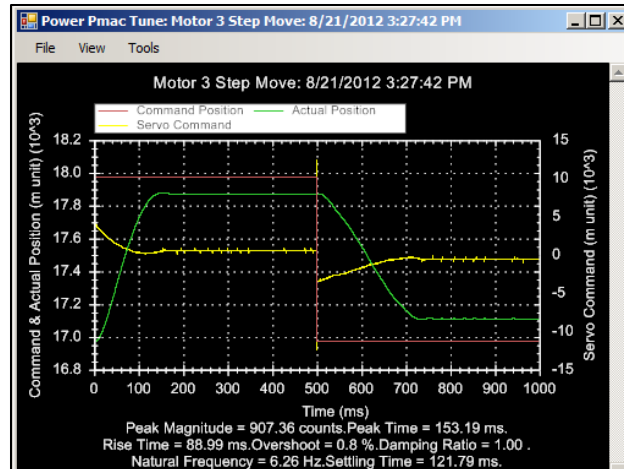 Power Pmac Tune: Motor 3 Step Move: 8/21/2012 3:27:42 PM
File View Tools
Motor 3 Step Move: 8/21/2012 3:27:42 PM
Command Position Actual Position
Servo Command
Command & Actual Position (m unit) (10^3)
18.2
18.0
17.8
17.6
17.4
17.2
17.0
16.8
15
10
5
0
-5
-10
-15
Servo Command (m unit) (10^3)
0 100 200 300 400 500 600 700 800 900 1000
Time (ms)
Peak Magnitude = 907.36 counts.Peak Time = 153.19 ms.
Rise Time = 88.99 ms.Overshoot = 0.8 %.Damping Ratio = 1.00 .
Natural Frequency = 6.26 Hz.Settling Time = 121.79 ms.